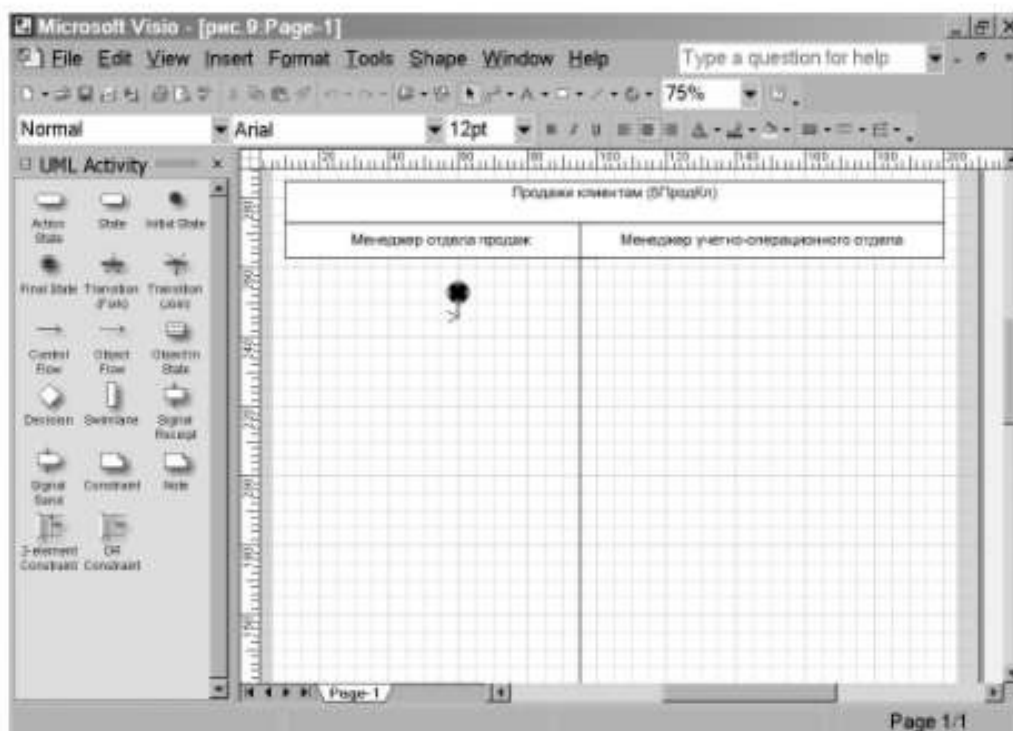 Microsoft Visio - [рис.9:Page-1]
File Edit View Insert Format Tools Shape Window Help Type a question for help
75%
Normal Arial 12pt
UML Activity
Action State
State
Initial State
Final State
Transition (Fork)
Transition (Join)
Control Flow
Object Flow
Object in State
Decision
Swimlane
Signal Receipt
Signal Send
Constraint
Note
2-element Constraint
OR Constraint
Продажи клиентам (БПродКл)
Менеджер отдела продаж
Менеджер учетно-операционного отдела
Page-1
Page 1/1